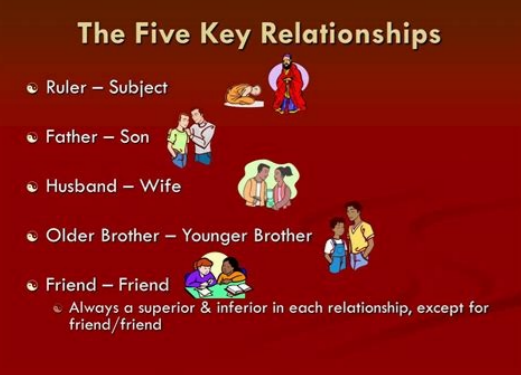 The Five Key Relationships
Ruler – Subject
Father – Son
Husband – Wife
Older Brother – Younger Brother
Friend – Friend
Always a superior & inferior in each relationship, except for
friend/friend